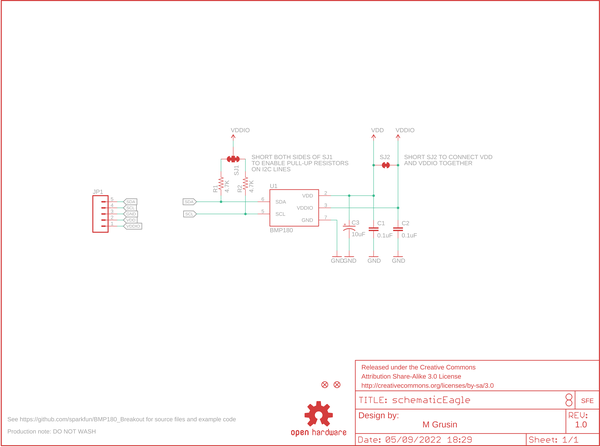 VDDIO
VDD
VDDIO
SJ1
SHORT BOTH SIDES OF SJ1
TO ENABLE PULL-UP RESISTORS
ON I2C LINES
SJ2
SHORT SJ2 TO CONNECT VDD
AND VDDIO TOGETHER
R1
4.7K
R2
4.7K
U1
JP1
SDA
SCL
GND
VDDIO
SDA
SCL
SDA
SCL
VDD
VDDIO
GND
BMP180
C3
10uF
C1
0.1uF
C2
0.1uF
GND
GND
GND
GND
Released under the Creative Commons
Attribution Share-Alike 3.0 License
http://creativecommons.org/licenses/by-sa/3.0
TITLE: schematicEagle
SFE
Design by:
M Grusin
REV:
1.0
Date: 05/09/2022 18:29
Sheet: 1/1
open hardware
See https://github.com/sparkfun/BMP180_Breakout for source files and example code
Production note: DO NOT WASH